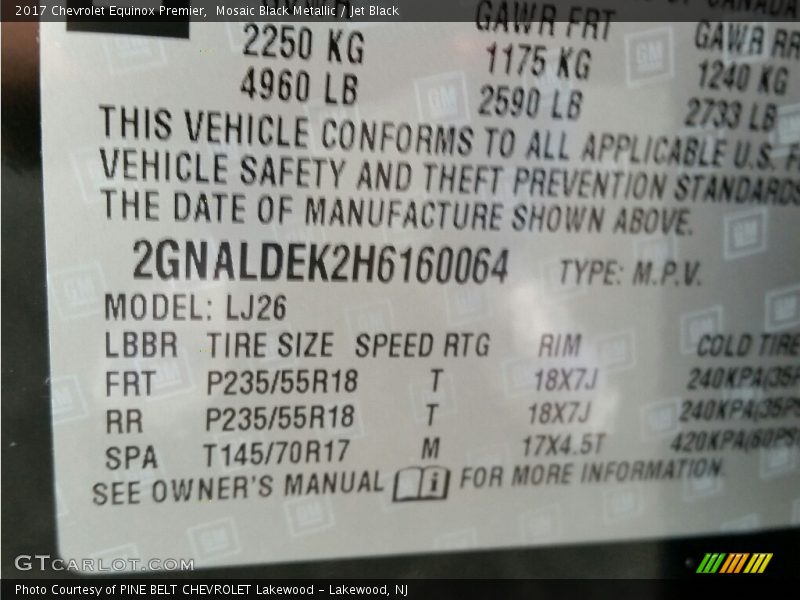 2017 Chevrolet Equinox Premier,  Mosaic Black Metallic / Jet Black
CANADA
GAWR FRT GAWR RR
2250 KG 1175 KG 1240 KG
4960 LB 2590 LB 2733 LB
THIS VEHICLE CONFORMS TO ALL APPLICABLE U.S. F
VEHICLE SAFETY AND THEFT PREVENTION STANDARDS
THE DATE OF MANUFACTURE SHOWN ABOVE.
2GNALDEK2H6160064 TYPE: M.P.V.
MODEL: LJ26
LBBR TIRE SIZE SPEED RTG RIM COLD TIRE
FRT P235/55R18 T 18X7J 240KPA(35PS
RR P235/55R18 T 18X7J 240KPA(35PS
SPA T145/70R17 M 17X4.5T 420KPA(60PSI
SEE OWNER'S MANUAL i FOR MORE INFORMATION.
GTCARLOT.COM
Photo Courtesy of PINE BELT CHEVROLET Lakewood - Lakewood, NJ